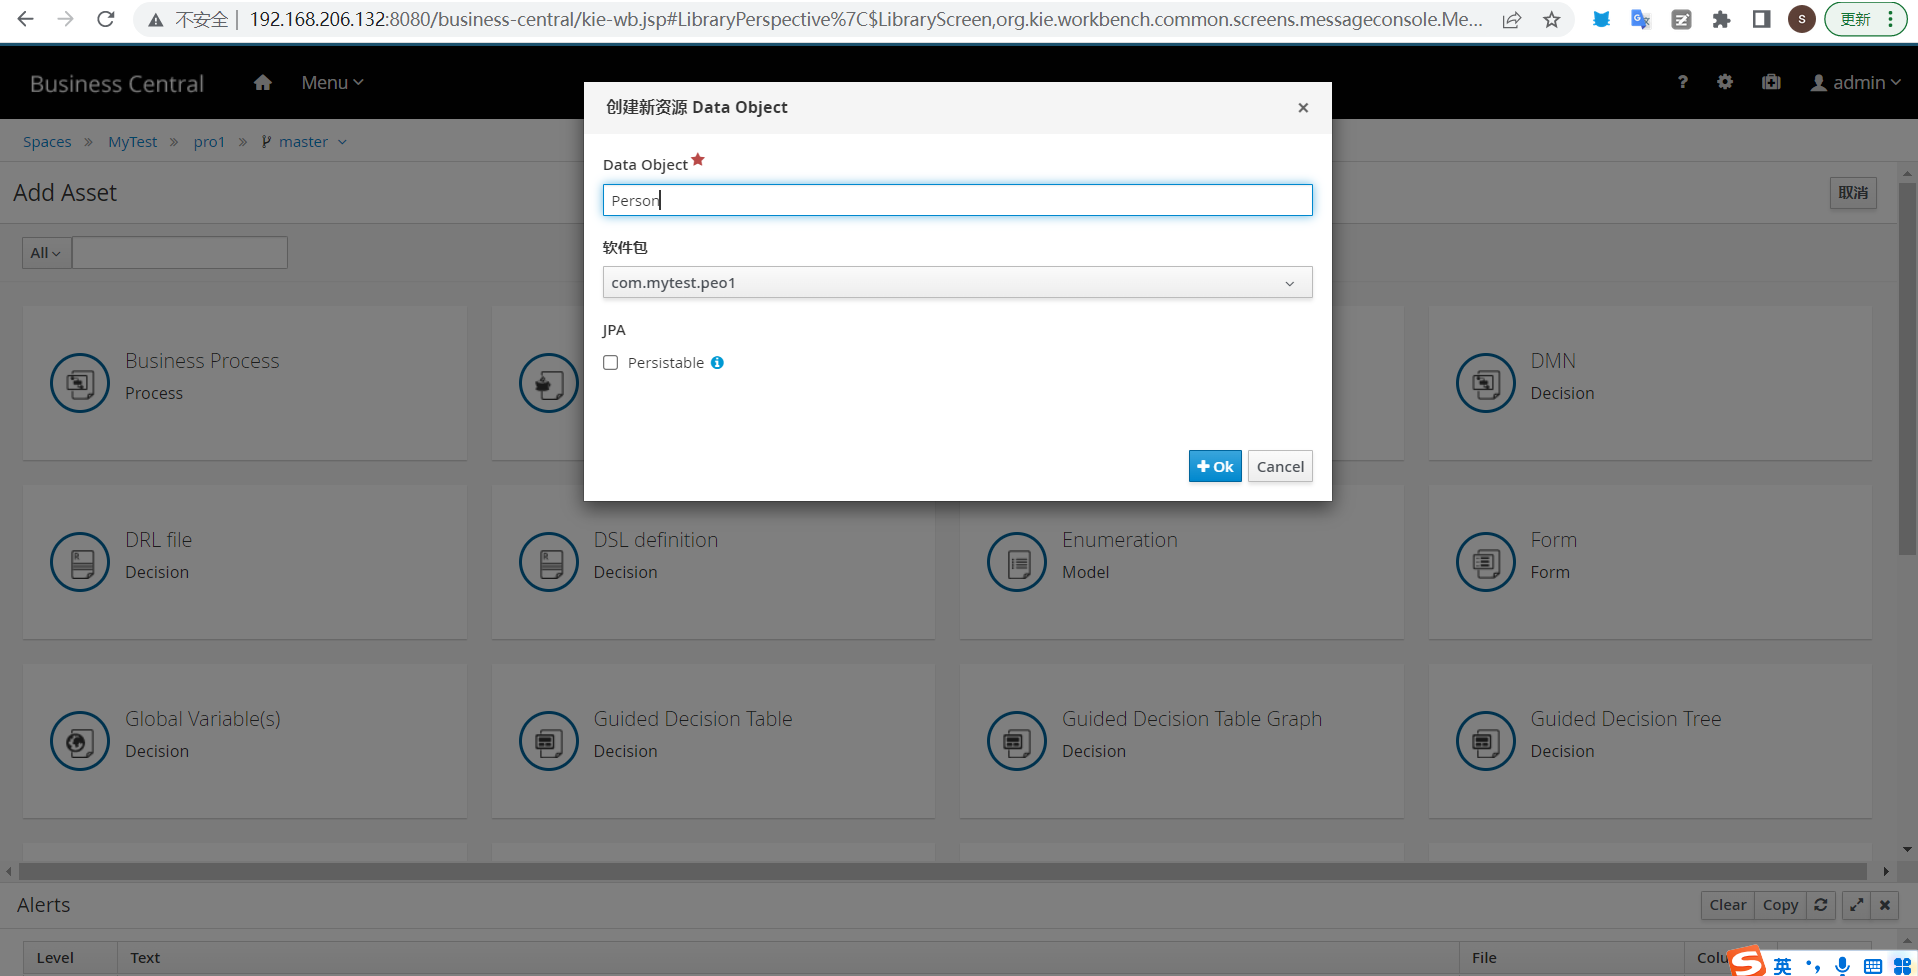 不安全 | 192.168.206.132:8080/business-central/kie-wb.jsp#LibraryPerspective%7C$LibraryScreen,org.kie.workbench.common.screens.messageconsole.Me...
S
更新
Business Central
Menu
? admin
创建新资源 Data Object
Spaces » MyTest » pro1 » master
Data Object
Add Asset
取消
Person
软件包
All
com.mytest.peo1
JPA
Persistable
Business Process
Process
DMN
Decision
Ok Cancel
DRL file
Decision
DSL definition
Decision
Enumeration
Model
Form
Form
Global Variable(s)
Decision
Guided Decision Table
Decision
Guided Decision Table Graph
Decision
Guided Decision Tree
Decision
Alerts
Clear Copy
Level Text File Colu
英